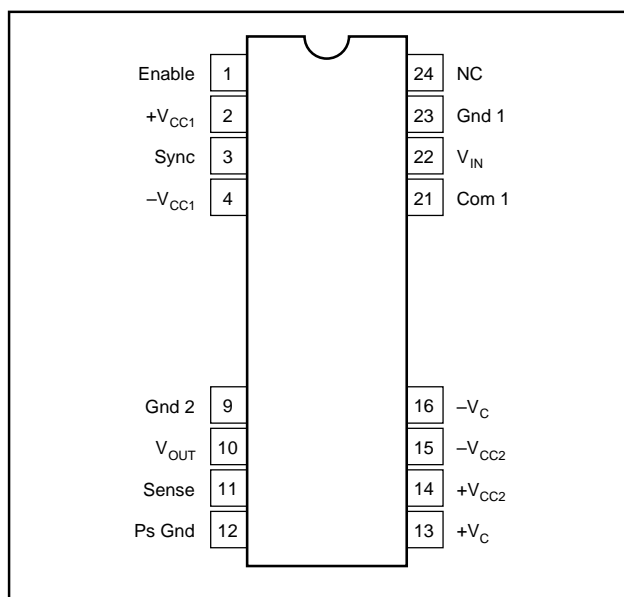 Enable 1 24 NC
+VCC1 2 23 Gnd 1
Sync 3 22 VIN
–VCC1 4 21 Com 1
Gnd 2 9 16 –VC
VOUT 10 15 –VCC2
Sense 11 14 +VCC2
Ps Gnd 12 13 +VC